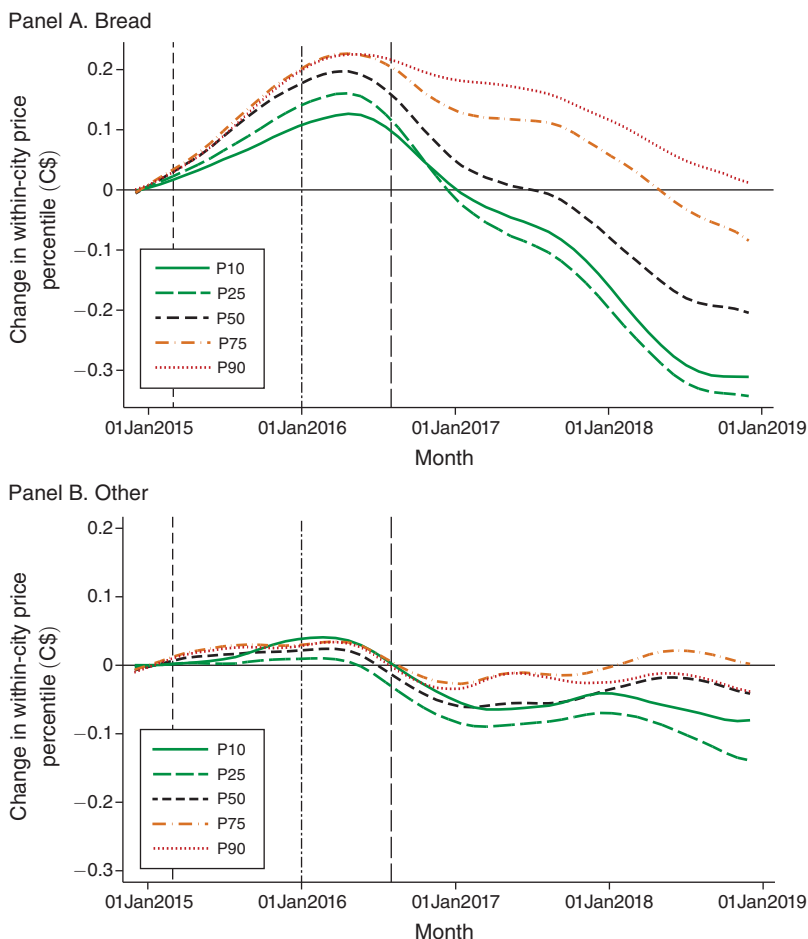 Panel A. Bread
Change in within-city price
percentile (C$)
0.2
0.1
0
−0.1
−0.2
−0.3
P10
P25
P50
P75
P90
01Jan2015 01Jan2016 01Jan2017 01Jan2018 01Jan2019
Month
Panel B. Other
Change in within-city price
percentile (C$)
0.2
0.1
0
−0.1
−0.2
−0.3
P10
P25
P50
P75
P90
01Jan2015 01Jan2016 01Jan2017 01Jan2018 01Jan2019
Month